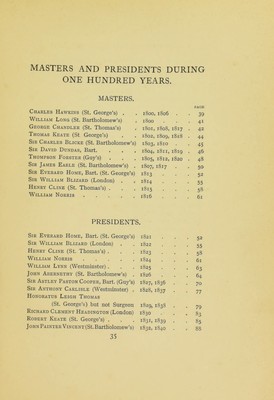 MASTERS AND PRESIDENTS DURING
ONE HUNDRED YEARS.
MASTERS.
PAGE
CHARLES HAWKINS (St. George's) . . 1800, 1806 . . 39
WILLIAM LONG (St. Bartholomew's) . 1800 . . 41
GEORGE CHANDLER (St. Thomas's) . 1801, 1808, 1817 . 42
THOMAS KEATE (St George's) . . 1802, 1809, 1818 . 44
SIR CHARLES BLICKE (St. Bartholomew's) 1803, 1810 . . 45
SIR DAVID DUNDAS, Bart. . . 1804, 1811, 1819 . 46
THOMPSON FORSTER (Guy's) . . 1805, 1812, 1820 . 48
SIR JAMES EARLE (St. Bartholomew's) . 1807, 1817 . . 50
SIR EVERARD HOME, Bart. (St. George's) 1813 . . 52
SIR WILLIAM BLIZARD (London) . 1814 . . 55
HENRY CLINE (St. Thomas's) . . 1815 . . 58
WILLIAM NORRIS . . . 1816 . . 61
PRESIDENTS.
SIR EVERARD HOME, Bart. (St. George's) 1821 . . 52
SIR WILLIAM BLIZARD (London) . 1822 . . 55
HENRY CLINE (St. Thomas's) . . 1823 . . 58
WILLIAM NORRIS . . . 1824 . . 61
WILLIAM LYNN (Westminster) . . 1825 . . 63
JOHN ABERNETHY (St. Bartholomew's) 1826 . . 64
SIR ASTLEY PASTON COOPER, Bart. (Guy's) 1827, 1836 . . 70
SIR ANTHONY CARLISLE (Westminster) . 1828, 1837 . . 77
HONORATUS LEIGH THOMAS
(St. George's) but not Surgeon 1829, 1838 . . 79
RICHARD CLEMENT HEADINGTON (London) 1830 . . 83
ROBERT KEATE (St. George's) . . 1831, 1839 . . 85
JOHN PAINTER VINCENT (St. Bartholomew's) 1832, 1840 . . 88
35